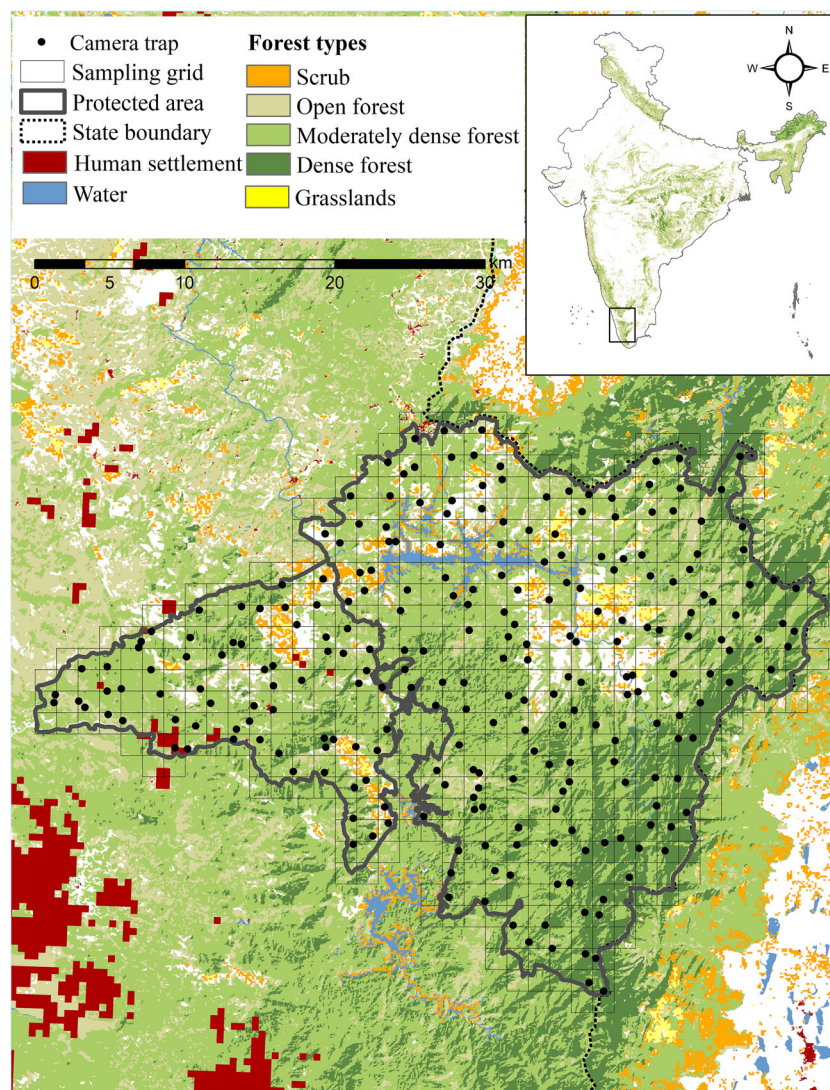 Camera trap
Sampling grid
Protected area
State boundary
Human settlement
Water
Forest types
Scrub
Open forest
Moderately dense forest
Dense forest
Grasslands
N
W E
S
km
0 5 10 20 30